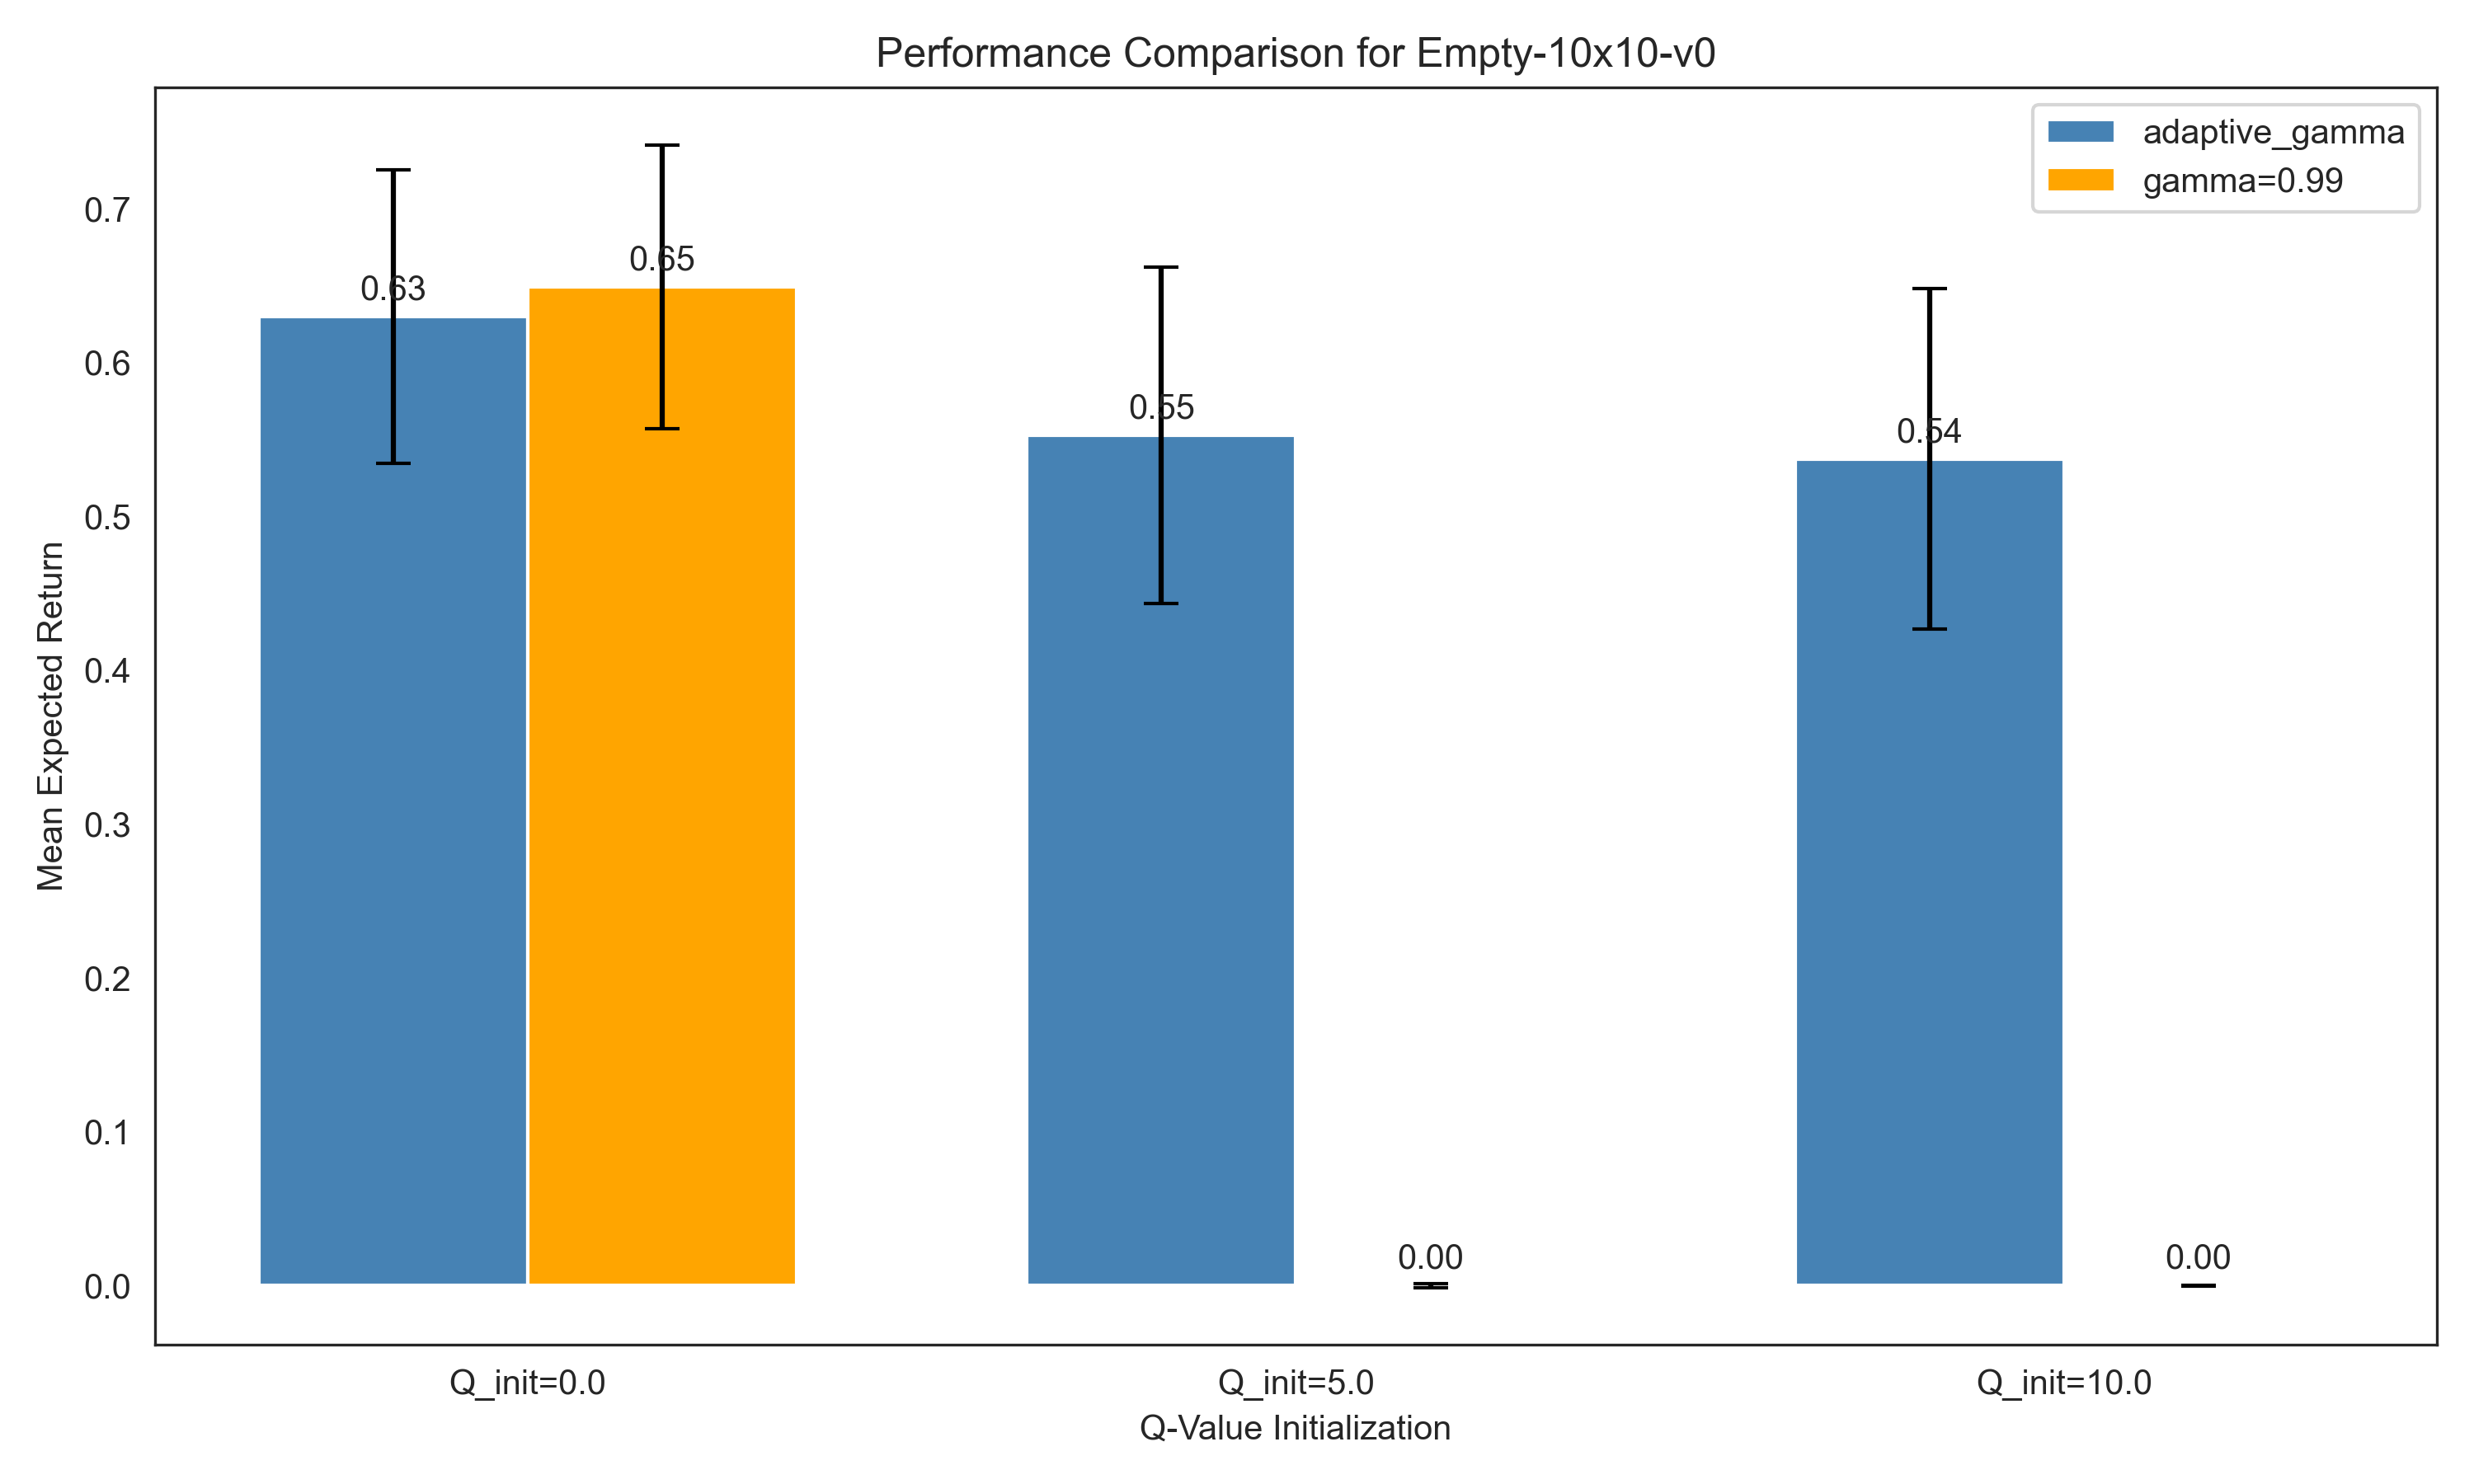 Performance Comparison for Empty-10x10-v0
adaptive_gamma
gamma=0.99
Mean Expected Return
0.7
0.6
0.5
0.4
0.3
0.2
0.1
0.0
0.63
0.65
0.55
0.00
0.54
0.00
Q_init=0.0
Q_init=5.0
Q_init=10.0
Q-Value Initialization